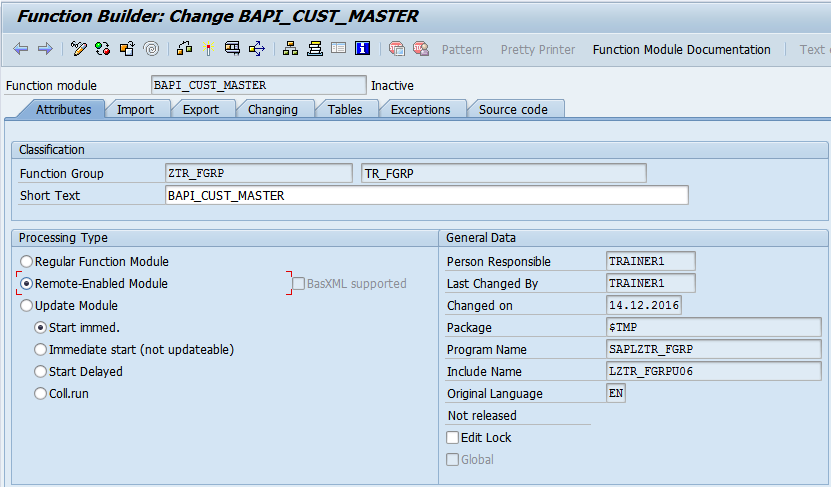 Function Builder: Change BAPI_CUST_MASTER
Pattern Pretty Printer Function Module Documentation Text
Function module BAPI_CUST_MASTER Inactive
Attributes Import Export Changing Tables Exceptions Source code
Classification
Function Group ZTR_FGRP TR_FGRP
Short Text BAPI_CUST_MASTER
Processing Type
Regular Function Module
Remote-Enabled Module BasXML supported
Update Module
Start immed.
Immediate start (not updateable)
Start Delayed
Coll.run
General Data
Person Responsible TRAINER1
Last Changed By TRAINER1
Changed on 14.12.2016
Package $TMP
Program Name SAPLZTR_FGRP
Include Name LZTR_FGRPU06
Original Language EN
Not released
Edit Lock
Global